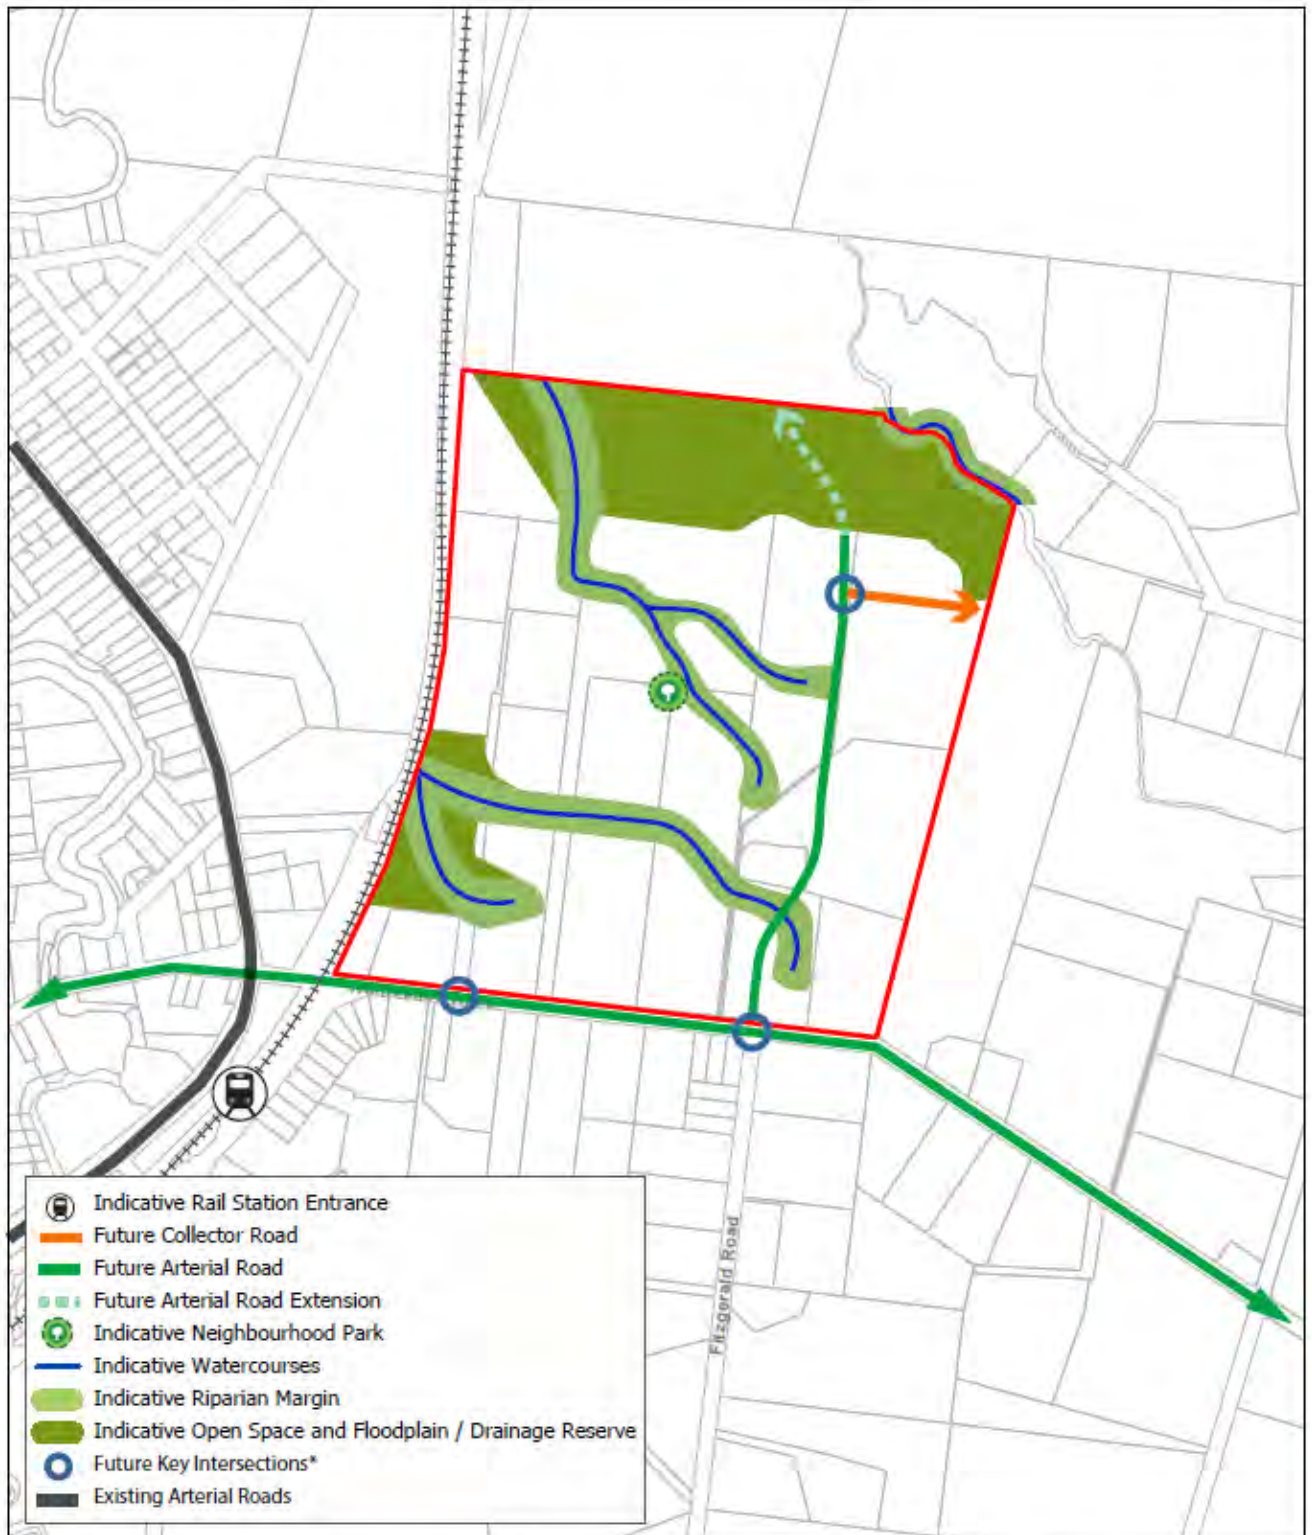 Fitzgerald Road
Indicative Rail Station Entrance
Future Collector Road
Future Arterial Road
Future Arterial Road Extension
Indicative Neighbourhood Park
Indicative Watercourses
Indicative Riparian Margin
Indicative Open Space and Floodplain / Drainage Reserve
Future Key Intersections*
Existing Arterial Roads